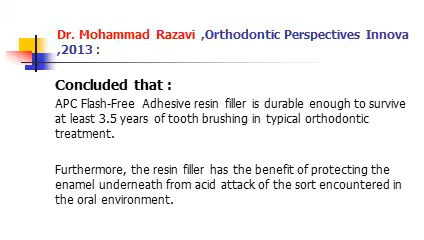 Dr. Mohammad Razavi ,Orthodontic Perspectives Innova
,2013 :
Concluded that :
APC Flash-Free Adhesive resin filler is durable enough to survive
at least 3.5 years of tooth brushing in typical orthodontic
treatment.
Furthermore, the resin filler has the benefit of protecting the
enamel underneath from acid attack of the sort encountered in
the oral environment.